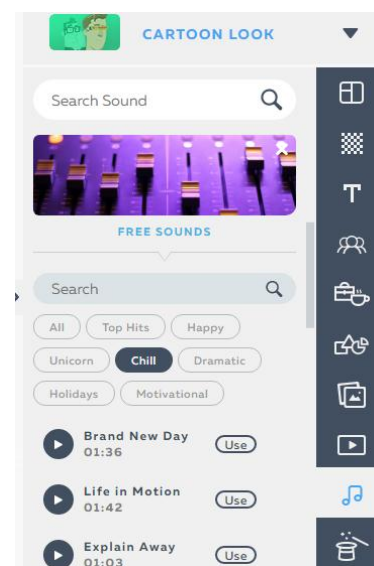 CARTOON LOOK
Search Sound
FREE SOUNDS
Search
All Top Hits Happy
Unicorn Chill Dramatic
Holidays Motivational
Brand New Day
01:36 Use
Life in Motion
01:42 Use
Explain Away
01:03 Use